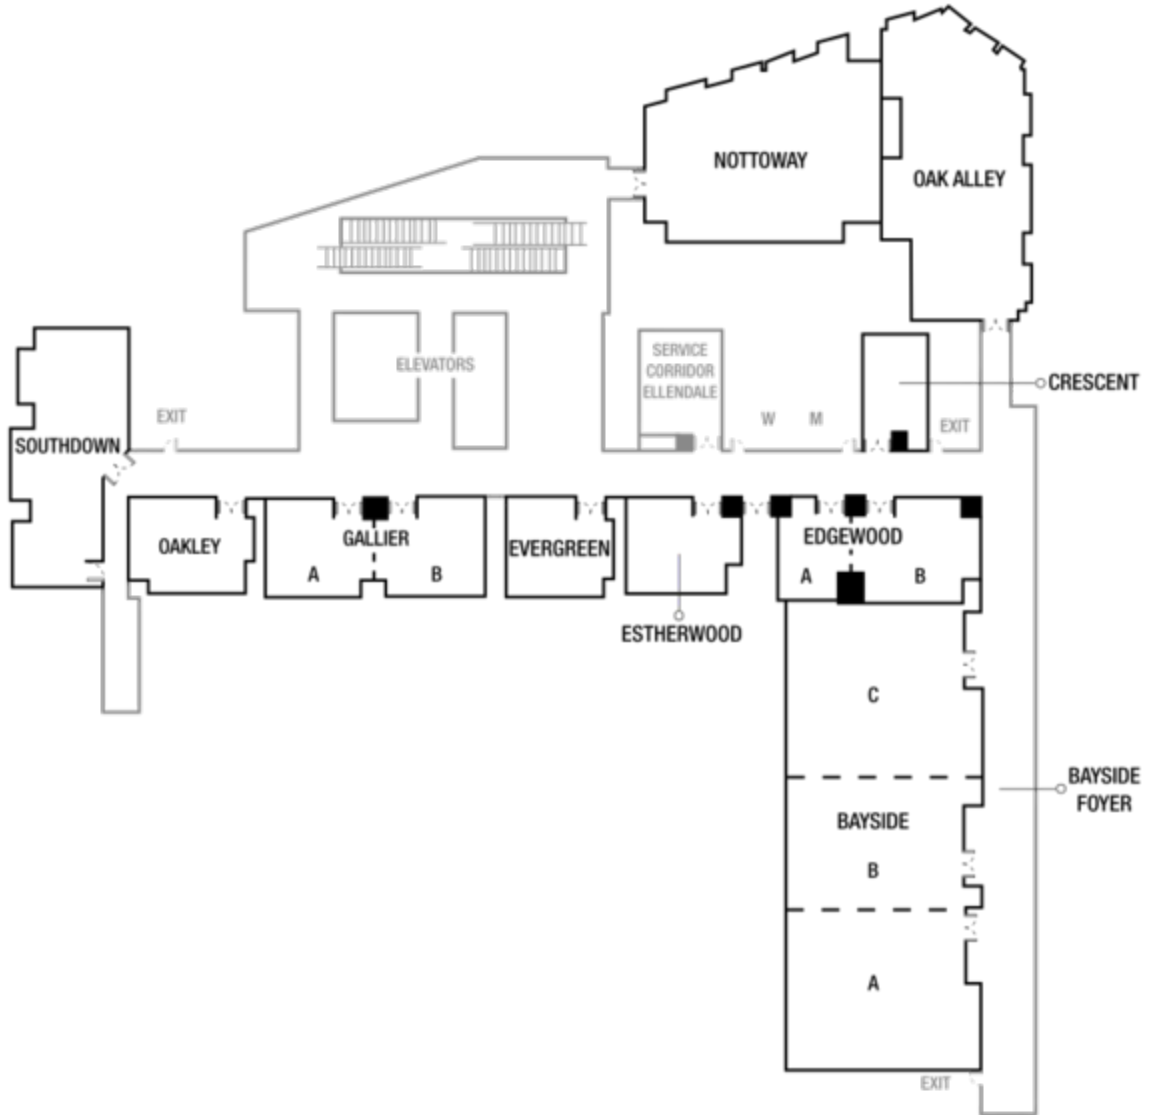 NOTTOWAY
OAK ALLEY
SERVICE
CORRIDOR
ELLENDALE
ELEVATORS
CRESCENT
EXIT
W
M
EXIT
SOUTHDOWN
OAKLEY
GALLIER
A
B
EVERGREEN
EDGEWOOD
A
B
ESTHERWOOD
C
BAYSIDE
FOYER
BAYSIDE
B
A
EXIT